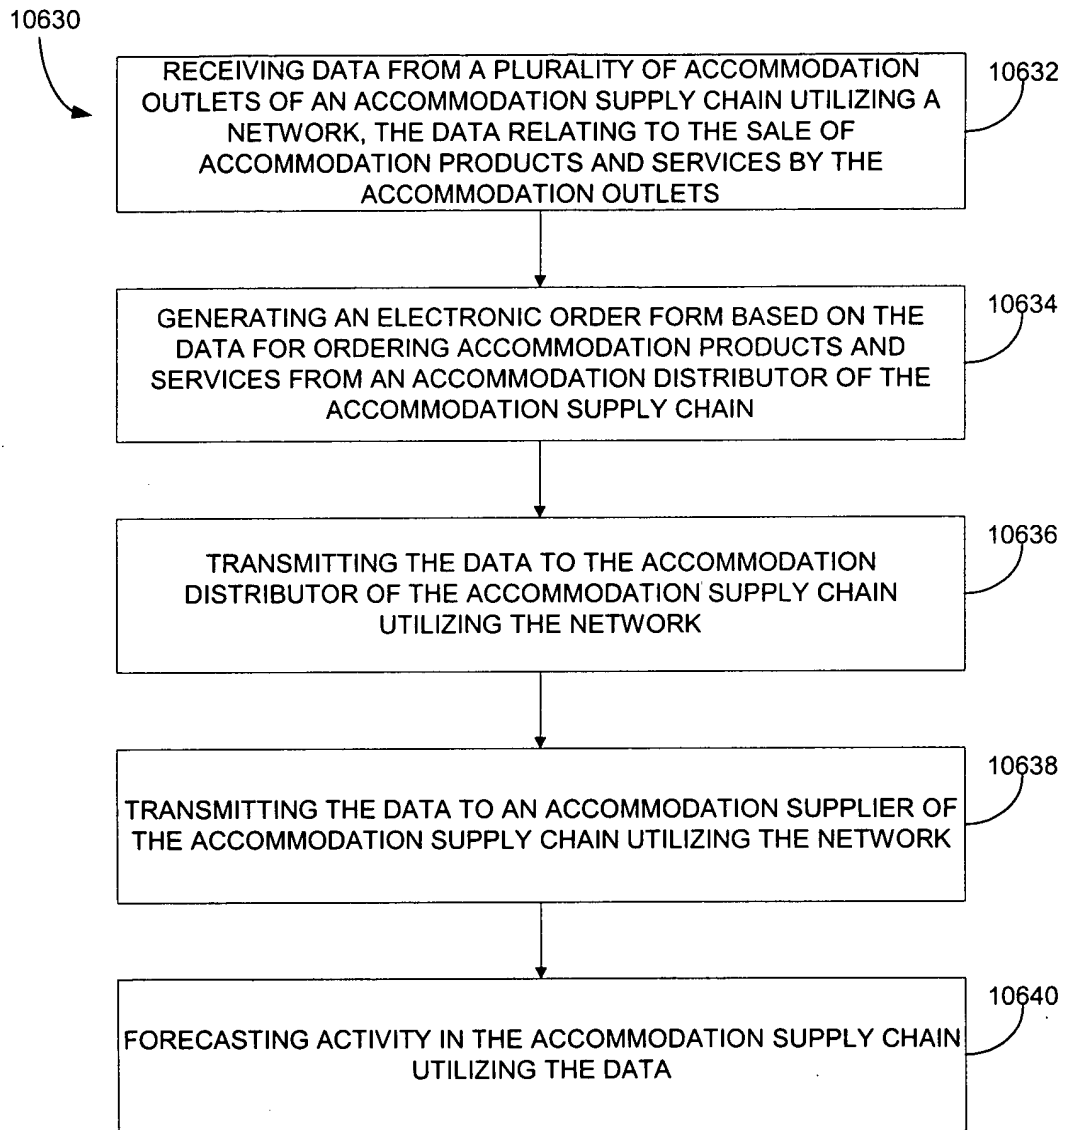 10630
RECEIVING DATA FROM A PLURALITY OF ACCOMMODATION
OUTLETS OF AN ACCOMMODATION SUPPLY CHAIN UTILIZING A
NETWORK, THE DATA RELATING TO THE SALE OF
ACCOMMODATION PRODUCTS AND SERVICES BY THE
ACCOMMODATION OUTLETS
10632
GENERATING AN ELECTRONIC ORDER FORM BASED ON THE
DATA FOR ORDERING ACCOMMODATION PRODUCTS AND
SERVICES FROM AN ACCOMMODATION DISTRIBUTOR OF THE
ACCOMMODATION SUPPLY CHAIN
10634
TRANSMITTING THE DATA TO THE ACCOMMODATION
DISTRIBUTOR OF THE ACCOMMODATION SUPPLY CHAIN
UTILIZING THE NETWORK
10636
TRANSMITTING THE DATA TO AN ACCOMMODATION SUPPLIER OF
THE ACCOMMODATION SUPPLY CHAIN UTILIZING THE NETWORK
10638
FORECASTING ACTIVITY IN THE ACCOMMODATION SUPPLY CHAIN
UTILIZING THE DATA
10640